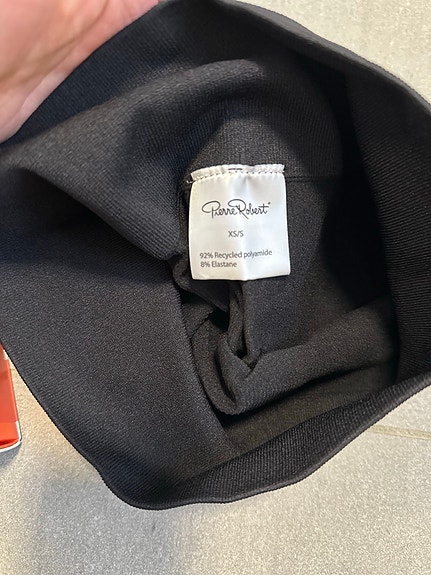 Pierre Robert®
XS/S
92% Recycled polyamide
8% Elastane